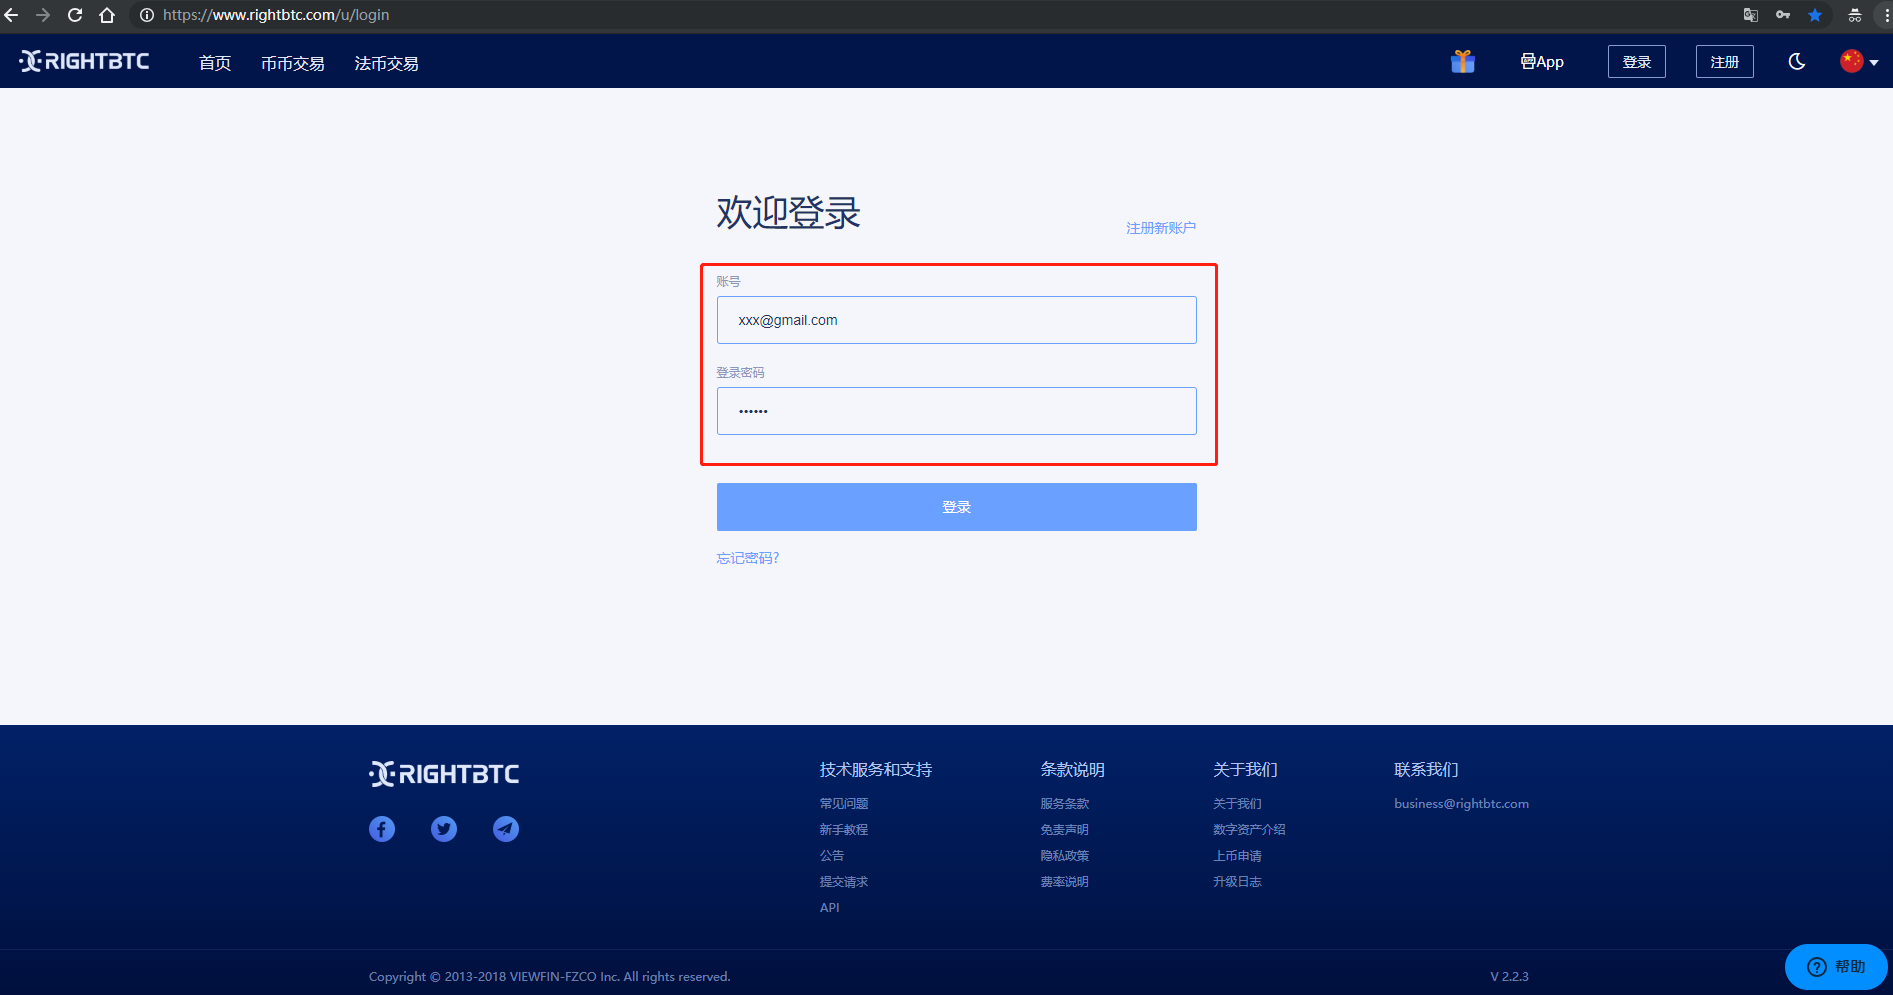 https://www.rightbtc.com/u/login
RIGHTBTC 首页 币币交易 法币交易 App 登录 注册
欢迎登录
注册新账户
账号
xxx@gmail.com
登录密码
••••••
登录
忘记密码?
RIGHTBTC
技术服务和支持
常见问题
新手教程
公告
提交请求
API
条款说明
服务条款
免责声明
隐私政策
费率说明
关于我们
关于我们
数字资产介绍
上币申请
升级日志
联系我们
business@rightbtc.com
Copyright © 2013-2018 VIEWFIN-FZCO Inc. All rights reserved.
V 2.2.3
帮助